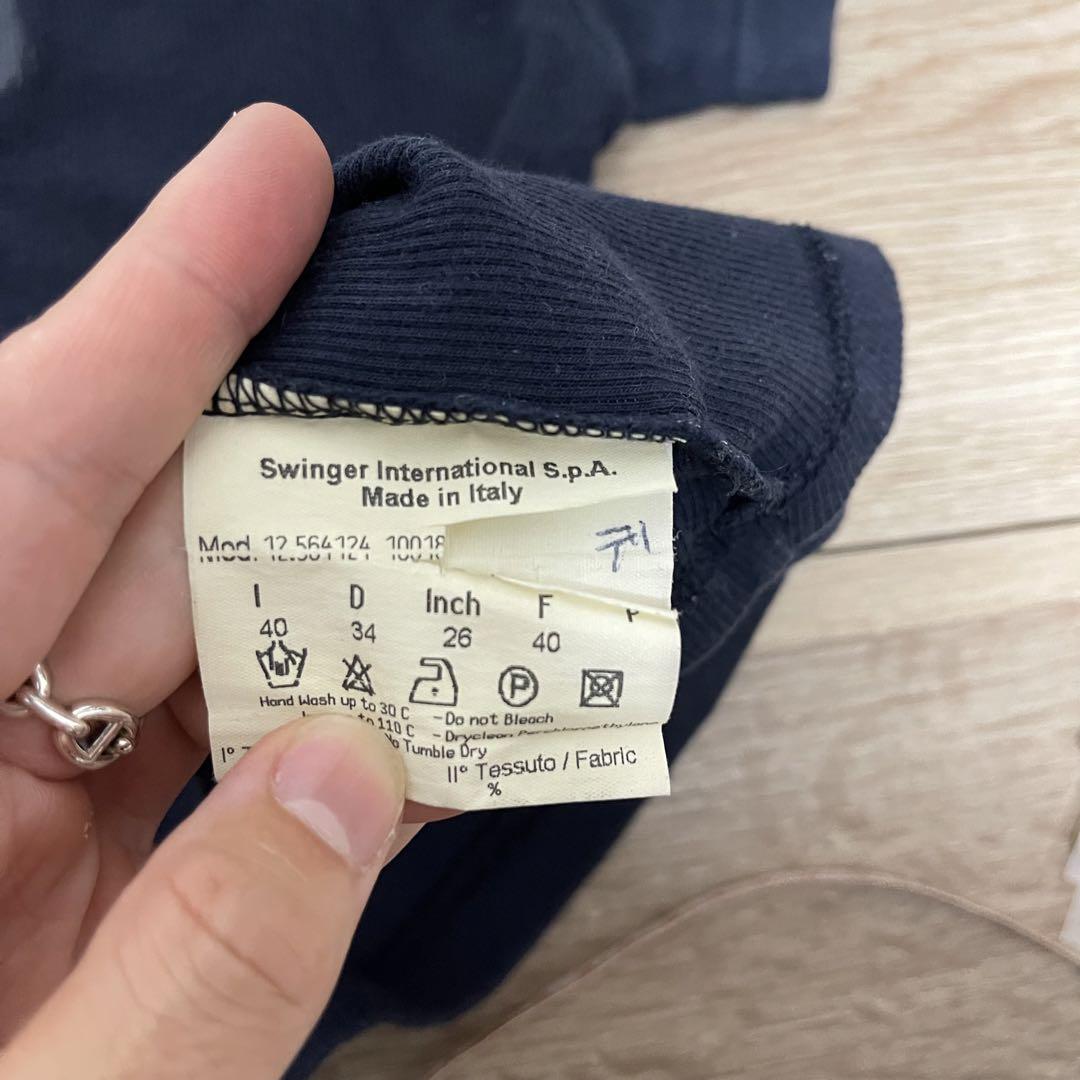 Swinger International S.p.A.
Made in Italy
Mod. 12.564124 10018
I D Inch F
40 34 26 40
P
Hand Wash up to 30 C - Do not Bleach
to 110 C - Dryclean Perchloroethylene
No Tumble Dry
I° II° Tessuto / Fabric
%